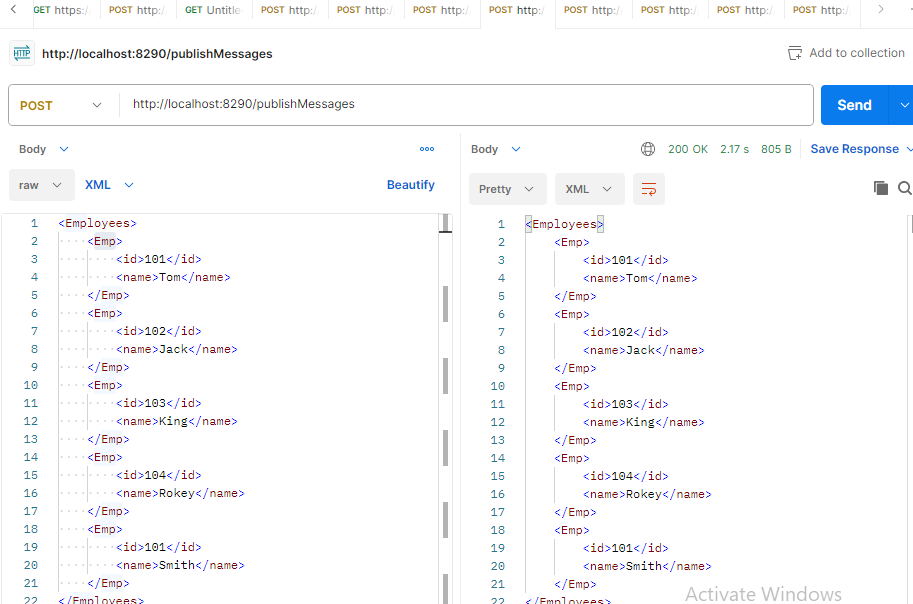 GET https:/ POST http:/ GET Untitle POST http:/ POST http:/ POST http:/ POST http:/ POST http:/ POST http:/ POST http:/ POST http:/
HTTP http://localhost:8290/publishMessages Add to collection
POST http://localhost:8290/publishMessages Send
Body
raw XML Beautify
1 <Employees>
2 <Emp>
3 <id>101</id>
4 <name>Tom</name>
5 </Emp>
6 <Emp>
7 <id>102</id>
8 <name>Jack</name>
9 </Emp>
10 <Emp>
11 <id>103</id>
12 <name>King</name>
13 </Emp>
14 <Emp>
15 <id>104</id>
16 <name>Rokey</name>
17 </Emp>
18 <Emp>
19 <id>101</id>
20 <name>Smith</name>
21 </Emp>
22 </Employees>
Body 200 OK 2.17 s 805 B Save Response
Pretty XML
1 <Employees>
2 <Emp>
3 <id>101</id>
4 <name>Tom</name>
5 </Emp>
6 <Emp>
7 <id>102</id>
8 <name>Jack</name>
9 </Emp>
10 <Emp>
11 <id>103</id>
12 <name>King</name>
13 </Emp>
14 <Emp>
15 <id>104</id>
16 <name>Rokey</name>
17 </Emp>
18 <Emp>
19 <id>101</id>
20 <name>Smith</name>
21 </Emp>
22 </Employees>
Activate Windows